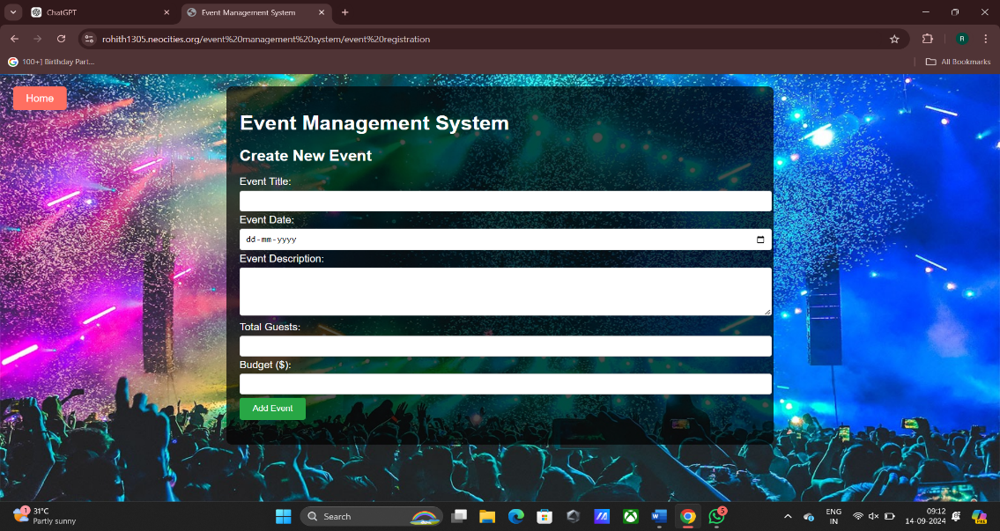 ChatGPT
Event Management System
rohith1305.neocities.org/event%20management%20system/event%20registration
R
100+] Birthday Part...
All Bookmarks
Home
Event Management System
Create New Event
Event Title:
Event Date:
dd-mm-yyyy
Event Description:
Total Guests:
Budget ($):
Add Event
1
31°C
Partly sunny
Search
5
ENG
IN
09:12
14-09-2024